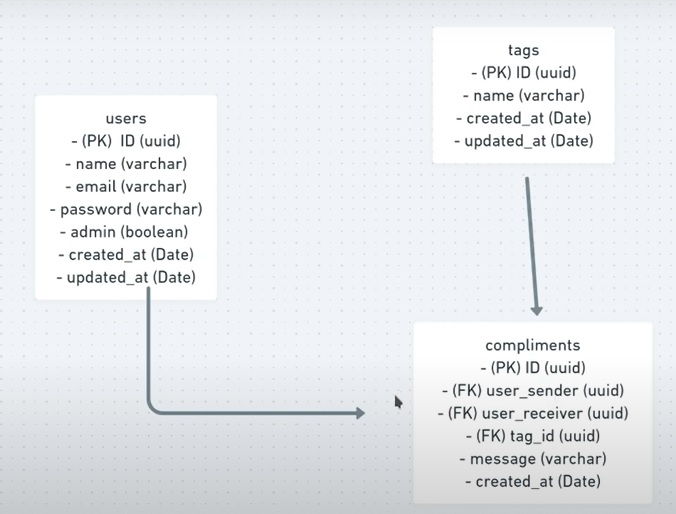 users
- (PK) ID (uuid)
- name (varchar)
- email (varchar)
- password (varchar)
- admin (boolean)
- created_at (Date)
- updated_at (Date)
tags
- (PK) ID (uuid)
- name (varchar)
- created_at (Date)
- updated_at (Date)
compliments
- (PK) ID (uuid)
- (FK) user_sender (uuid)
- (FK) user_receiver (uuid)
- (FK) tag_id (uuid)
- message (varchar)
- created_at (Date)